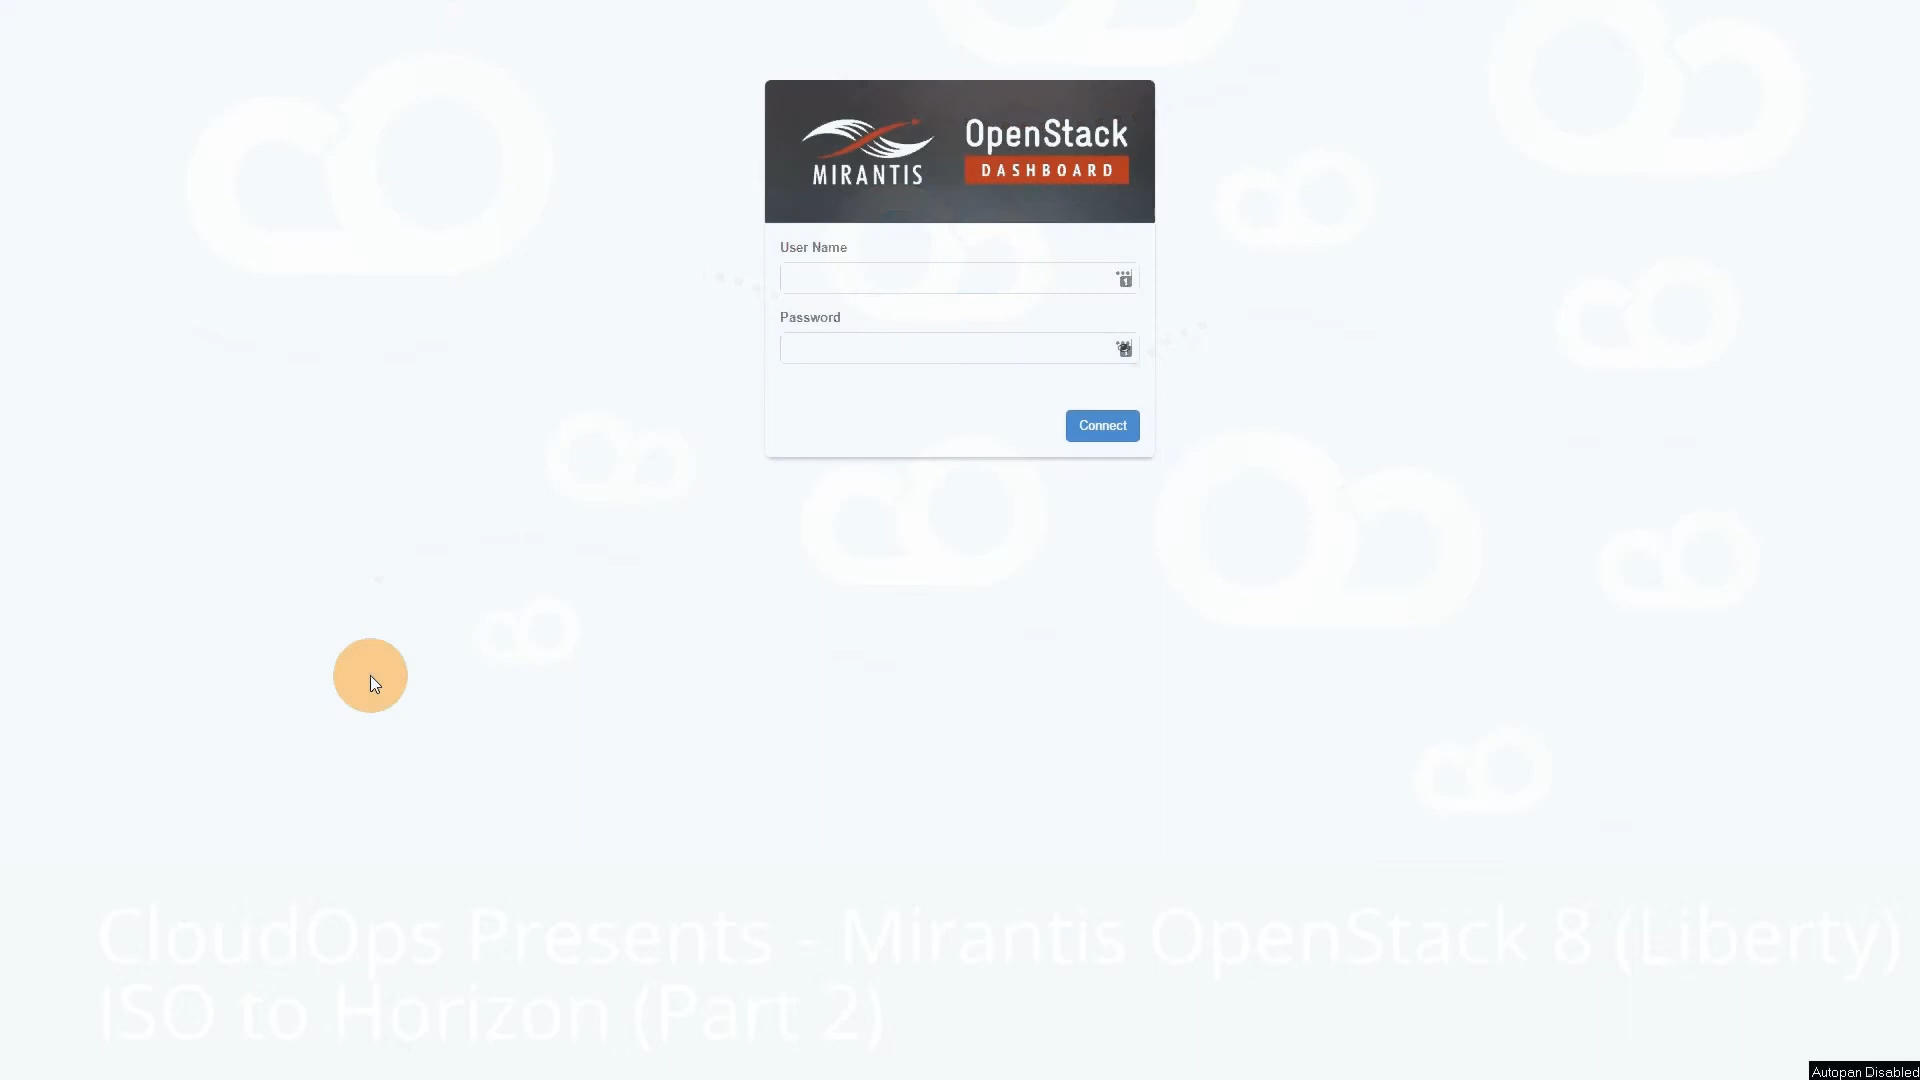 MIRANTIS
OpenStack
DASHBOARD
User Name
Password
Connect
CloudOps Presents - Mirantis OpenStack 8 (Liberty)
ISO to Horizon (Part 2)
Autopan Disabled